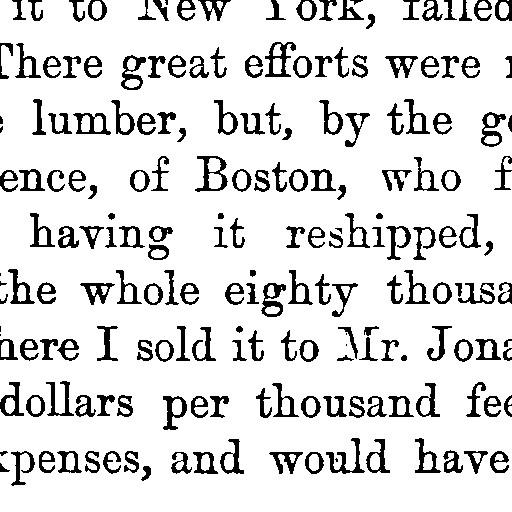 it to New York, failed
There great efforts were
lumber, but, by the
ence, of Boston, who
having it reshipped,
the whole eighty thousa
here I sold it to Mr. Jona
dollars per thousand fee
xpenses, and would have